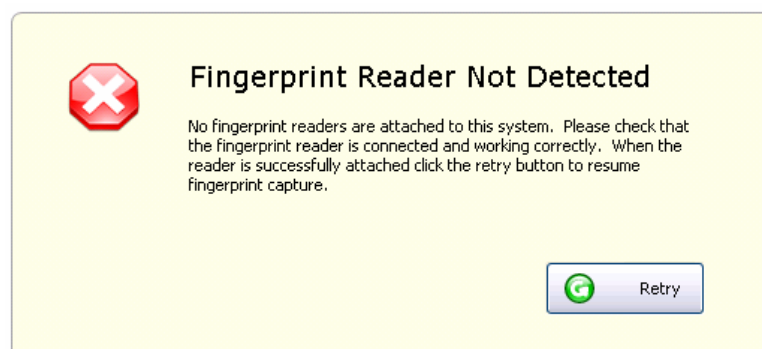 Fingerprint Reader Not Detected
No fingerprint readers are attached to this system.  Please check that
the fingerprint reader is connected and working correctly.  When the
reader is successfully attached click the retry button to resume
fingerprint capture.
Retry